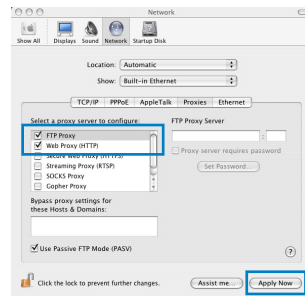 Network
Show All Displays Sound Network Startup Disk
Location: Automatic
Show: Built-in Ethernet
TCP/IP PPPoE AppleTalk Proxies Ethernet
Select a proxy server to configure:
FTP Proxy Server
FTP Proxy
:
Web Proxy (HTTP)
Secure Web Proxy (HTTPS)
Proxy server requires password
Streaming Proxy (RTSP)
Set Password...
SOCKS Proxy
Gopher Proxy
Bypass proxy settings for
these Hosts & Domains:
Use Passive FTP Mode (PASV)
?
Click the lock to prevent further changes.
Assist me...
Apply Now